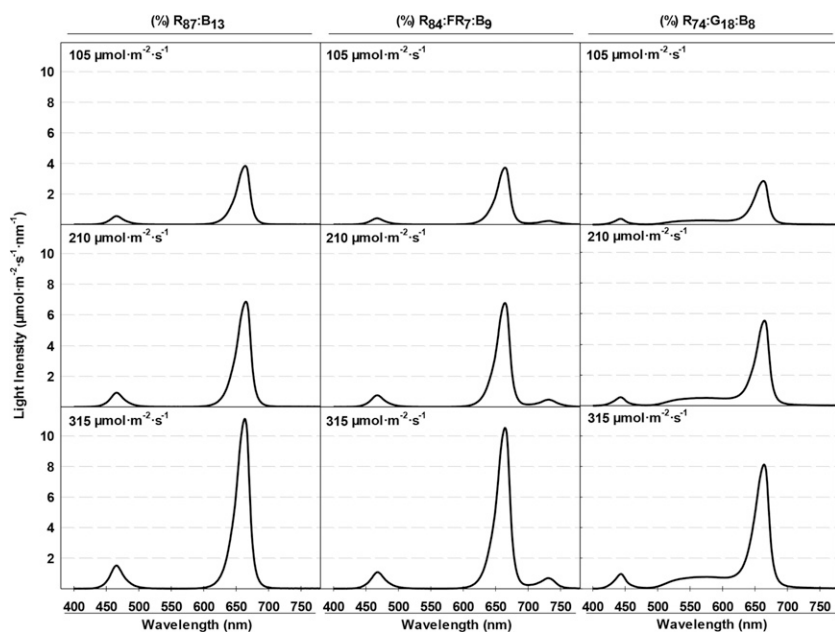 (%) R87:B13
(%) R84:FR7:B9
(%) R74:G18:B8
105 µmol·m-2·s-1
105 µmol·m-2·s-1
105 µmol·m-2·s-1
10
8
6
4
2
210 µmol·m-2·s-1
210 µmol·m-2·s-1
210 µmol·m-2·s-1
10
8
6
4
2
315 µmol·m-2·s-1
315 µmol·m-2·s-1
315 µmol·m-2·s-1
10
8
6
4
2
Light Inensity (µmol·m-2·s-1·nm-1)
400 450 500 550 600 650 700 750
400 450 500 550 600 650 700 750
400 450 500 550 600 650 700 750
Wavelength (nm)
Wavelength (nm)
Wavelength (nm)